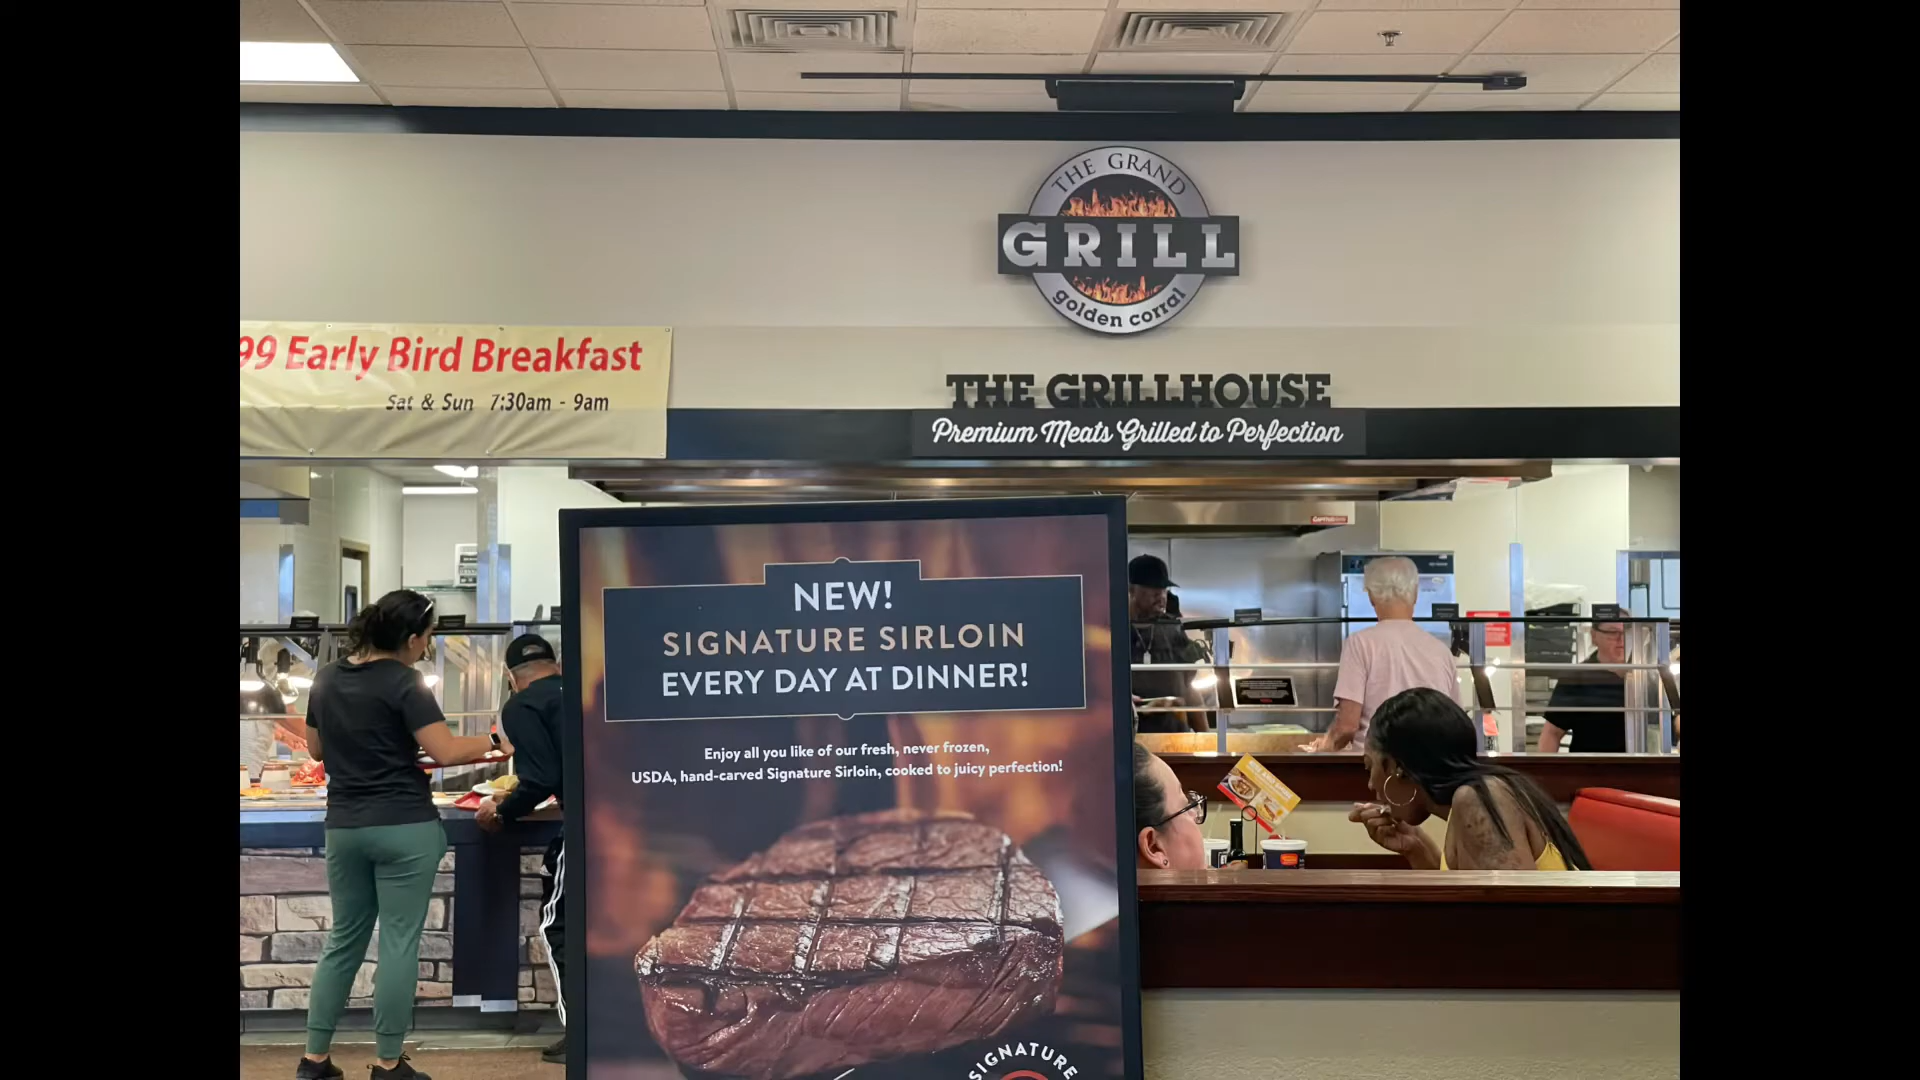 THE GRAND
GRILL
golden corral
99 Early Bird Breakfast
Sat & Sun 7:30am - 9am
THE GRILLHOUSE
Premium Meats Grilled to Perfection
NEW!
SIGNATURE SIRLOIN
EVERY DAY AT DINNER!
Enjoy all you like of our fresh, never frozen,
USDA, hand-carved Signature Sirloin, cooked to juicy perfection!
SIGNATURE